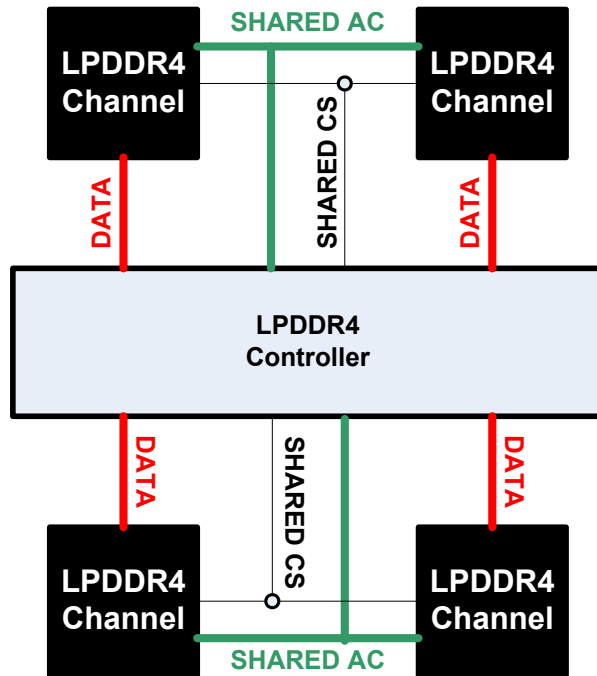 SHARED AC
LPDDR4
Channel
LPDDR4
Channel
DATA
SHARED CS
DATA
LPDDR4
Controller
DATA
SHARED CS
DATA
LPDDR4
Channel
LPDDR4
Channel
SHARED AC